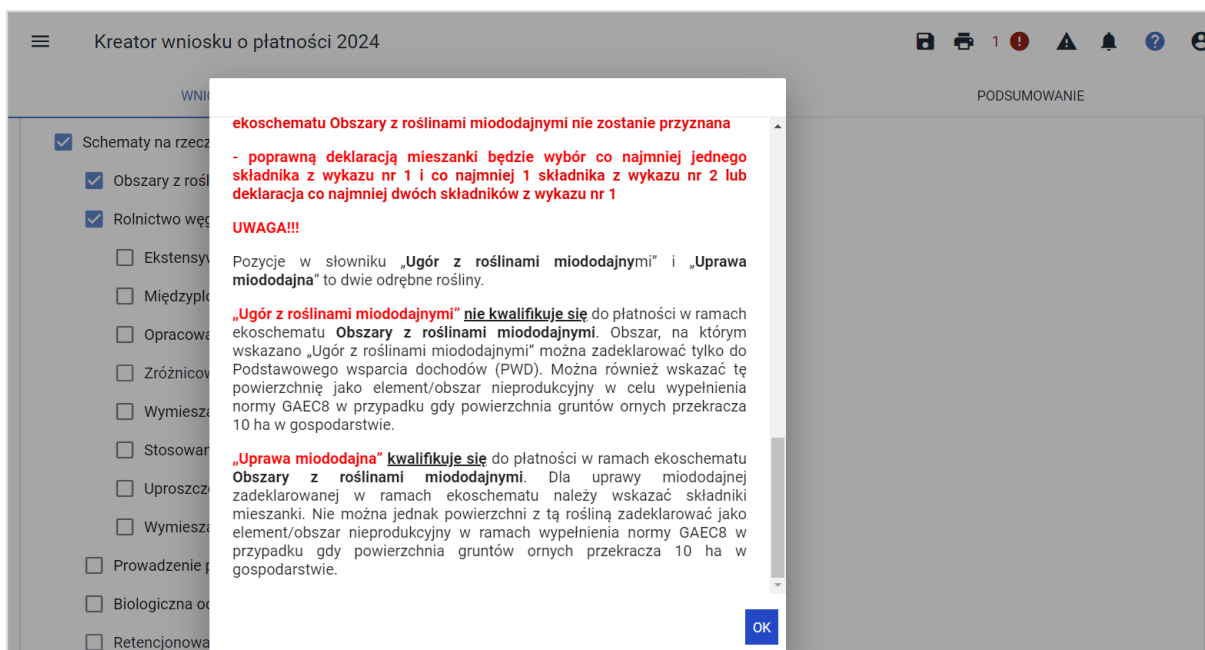 Kreator wniosku o płatności 2024
1
WNIO
PODSUMOWANIE
ekoschematu Obszary z roślinami miododajnymi nie zostanie przyznana
- poprawną deklaracją mieszanki będzie wybór co najmniej jednego
składnika z wykazu nr 1 i co najmniej 1 składnika z wykazu nr 2 lub
deklaracja co najmniej dwóch składników z wykazu nr 1
UWAGA!!!
Pozycje w słowniku „Ugór z roślinami miododajnymi” i „Uprawa
miododajna” to dwie odrębne rośliny.
„Ugór z roślinami miododajnymi” nie kwalifikuje się do płatności w ramach
ekoschematu Obszary z roślinami miododajnymi. Obszar, na którym
wskazano „Ugór z roślinami miododajnymi” można zadeklarować tylko do
Podstawowego wsparcia dochodów (PWD). Można również wskazać tę
powierzchnię jako element/obszar nieprodukcyjny w celu wypełnienia
normy GAEC8 w przypadku gdy powierzchnia gruntów ornych przekracza
10 ha w gospodarstwie.
„Uprawa miododajna” kwalifikuje się do płatności w ramach ekoschematu
Obszary z roślinami miododajnymi. Dla uprawy miododajnej
zadeklarowanej w ramach ekoschematu należy wskazać składniki
mieszanki. Nie można jednak powierzchni z tą rośliną zadeklarować jako
element/obszar nieprodukcyjny w ramach wypełnienia normy GAEC8 w
przypadku gdy powierzchnia gruntów ornych przekracza 10 ha w
gospodarstwie.
OK
Schematy na rzecz
Obszary z rośl
Rolnictwo węg
Ekstensyw
Międzyplo
Opracowa
Zróżnicow
Wymiesza
Stosowan
Uproszcz
Wymiesza
Prowadzenie p
Biologiczna oc
Retencjonowa